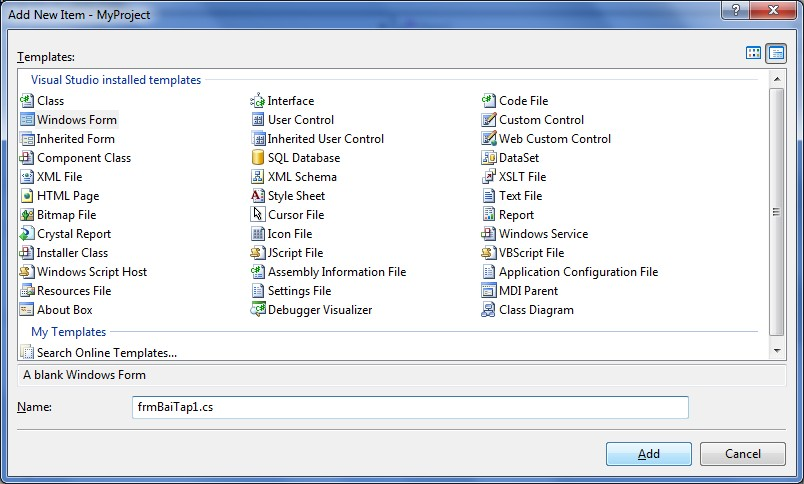 Add New Item - MyProject
Templates:
Visual Studio installed templates
Class Interface Code File
Windows Form User Control Custom Control
Inherited Form Inherited User Control Web Custom Control
Component Class SQL Database DataSet
XML File XML Schema XSLT File
HTML Page Style Sheet Text File
Bitmap File Cursor File Report
Crystal Report Icon File Windows Service
Installer Class JScript File VBScript File
Windows Script Host Assembly Information File Application Configuration File
Resources File Settings File MDI Parent
About Box Debugger Visualizer Class Diagram
My Templates
Search Online Templates...
A blank Windows Form
Name: frmBaiTap1.cs
Add Cancel